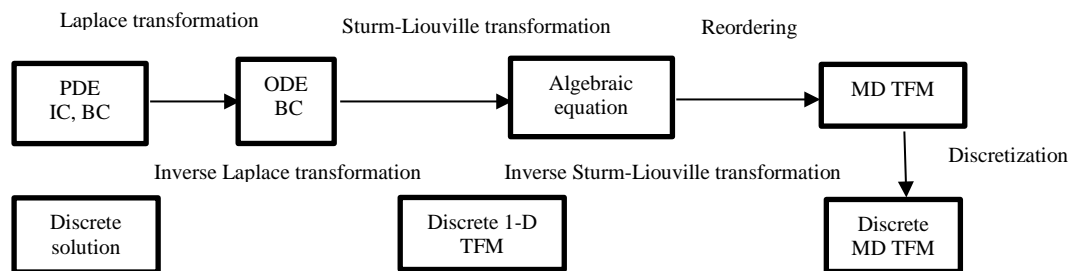 Laplace transformation
Sturm-Liouville transformation
Reordering
PDE
IC, BC
ODE
BC
Algebraic
equation
MD TFM
Discretization
Inverse Laplace transformation
Inverse Sturm-Liouville transformation
Discrete
solution
Discrete 1-D
TFM
Discrete
MD TFM